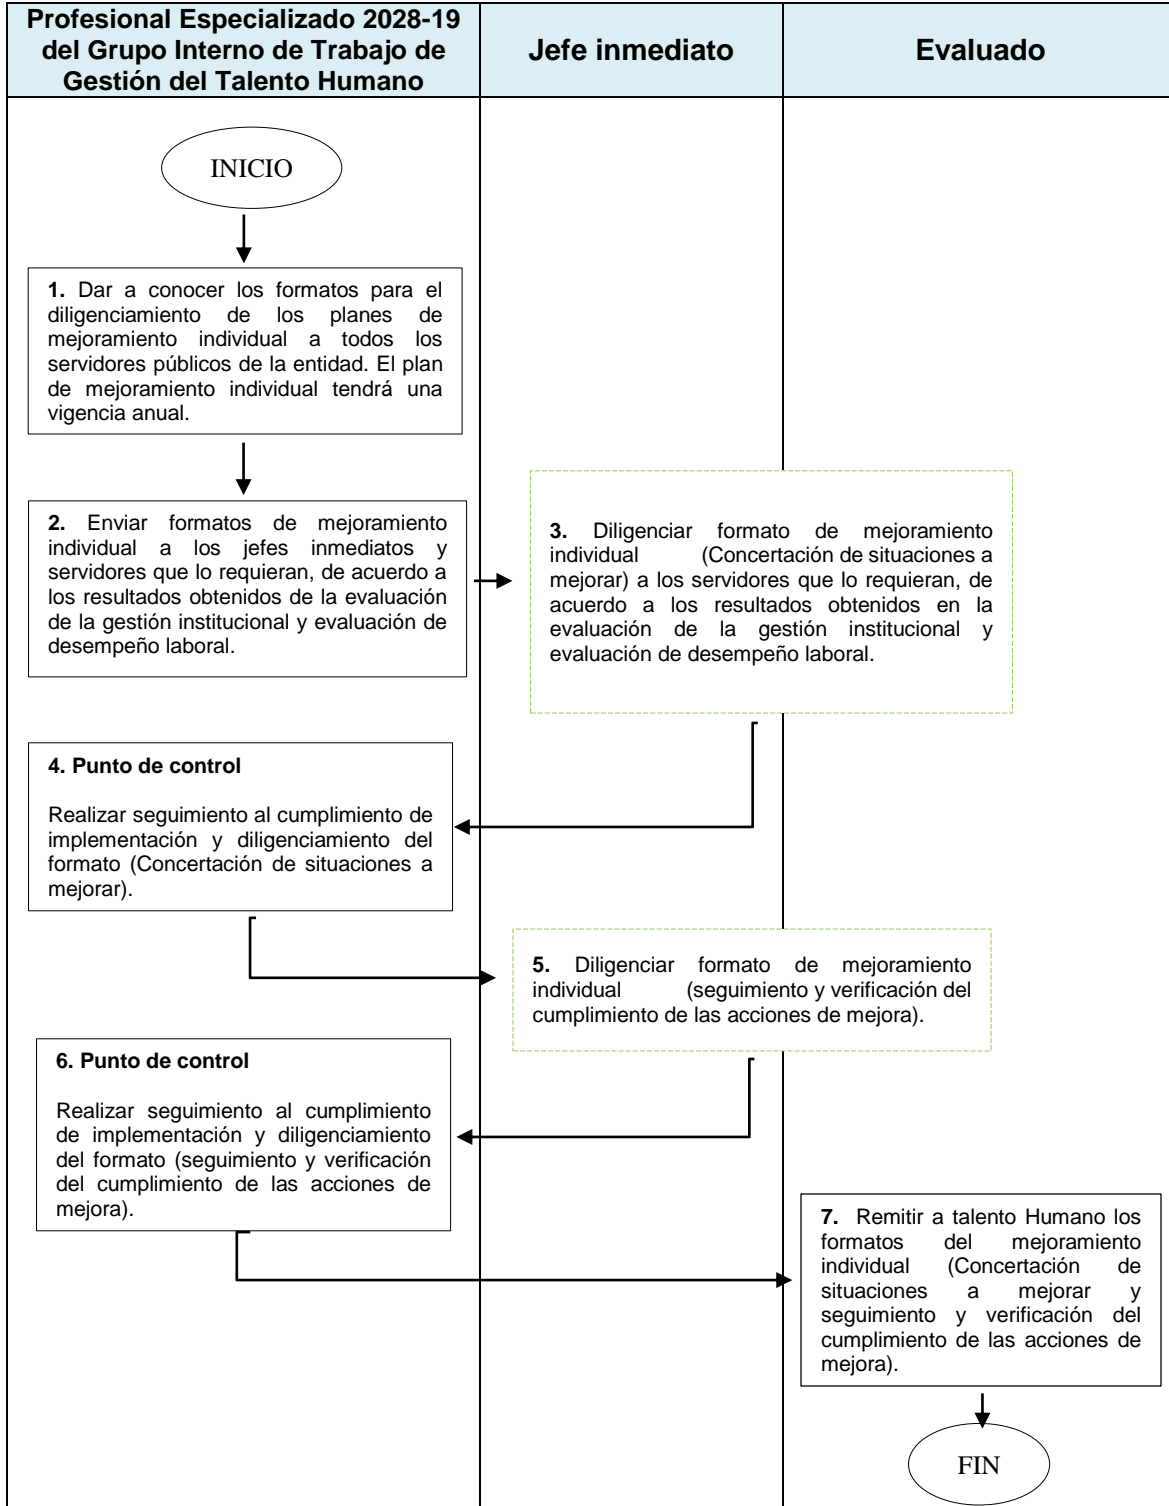 Profesional Especializado 2028-19
del Grupo Interno de Trabajo de
Gestión del Talento Humano
Jefe inmediato
Evaluado
INICIO
1. Dar a conocer los formatos para el
diligenciamiento de los planes de
mejoramiento individual a todos los
servidores públicos de la entidad. El plan
de mejoramiento individual tendrá una
vigencia anual.
2. Enviar formatos de mejoramiento
individual a los jefes inmediatos y
servidores que lo requieran, de acuerdo a
los resultados obtenidos de la evaluación
de la gestión institucional y evaluación de
desempeño laboral.
3. Diligenciar formato de mejoramiento
individual (Concertación de situaciones a
mejorar) a los servidores que lo requieran, de
acuerdo a los resultados obtenidos en la
evaluación de la gestión institucional y
evaluación de desempeño laboral.
4. Punto de control
Realizar seguimiento al cumplimiento de
implementación y diligenciamiento del
formato (Concertación de situaciones a
mejorar).
5. Diligenciar formato de mejoramiento
individual (seguimiento y verificación del
cumplimiento de las acciones de mejora).
6. Punto de control
Realizar seguimiento al cumplimiento
de implementación y diligenciamiento
del formato (seguimiento y verificación
del cumplimiento de las acciones de
mejora).
7. Remitir a talento Humano los
formatos del mejoramiento
individual (Concertación de
situaciones a mejorar y
seguimiento y verificación del
cumplimiento de las acciones de
mejora).
FIN